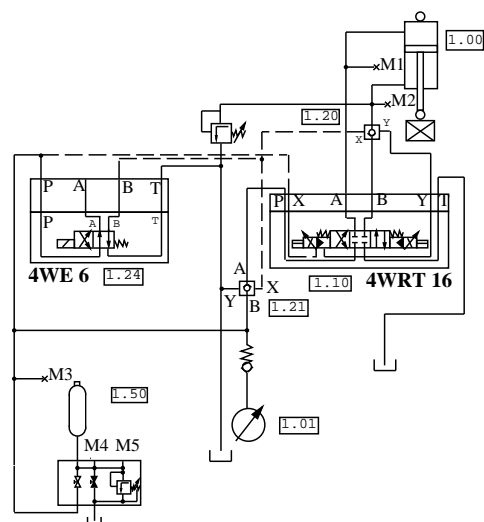 1.00
M1
M2
1.20
Y
X
P A B T
P X A B Y T
P A B T
4WE 6 1.24
A
Y X
B
1.21
1.10 4WRT 16
M3
1.50
1.01
M4 M5